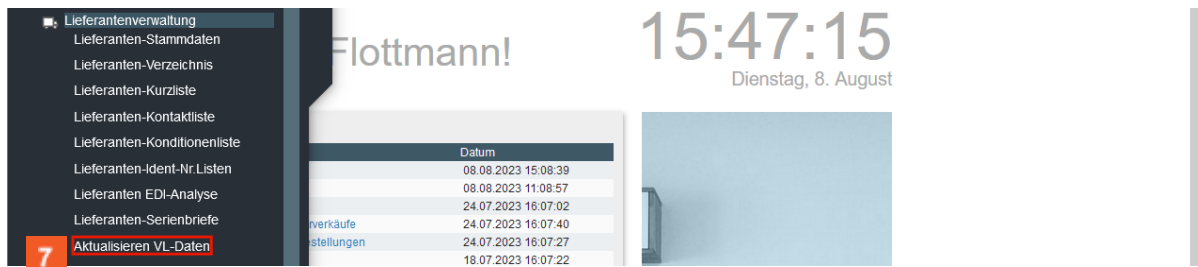 Lieferantenverwaltung
Lieferanten-Stammdaten
Lieferanten-Verzeichnis
Lieferanten-Kurzliste
Lieferanten-Kontaktliste
Lieferanten-Konditionenliste
Lieferanten-Ident-Nr.Listen
Lieferanten EDI-Analyse
Lieferanten-Serienbriefe
7 Aktualisieren VL-Daten
Flottmann!
15:47:15
Dienstag, 8. August
Datum
08.08.2023 15:08:39
08.08.2023 11:08:57
24.07.2023 16:07:02
rverkäufe 24.07.2023 16:07:40
stellungen 24.07.2023 16:07:27
18.07.2023 16:07:22